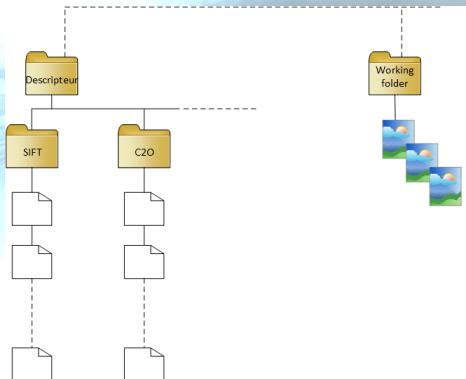 Descripteur
Working
folder
SIFT
C2O